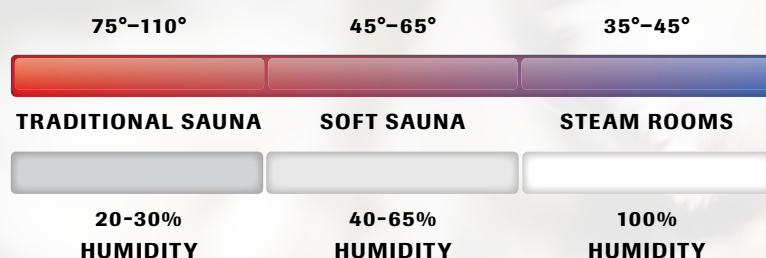 75°–110° 45°–65° 35°–45°
TRADITIONAL SAUNA SOFT SAUNA STEAM ROOMS
20-30% 40-65% 100%
HUMIDITY HUMIDITY HUMIDITY